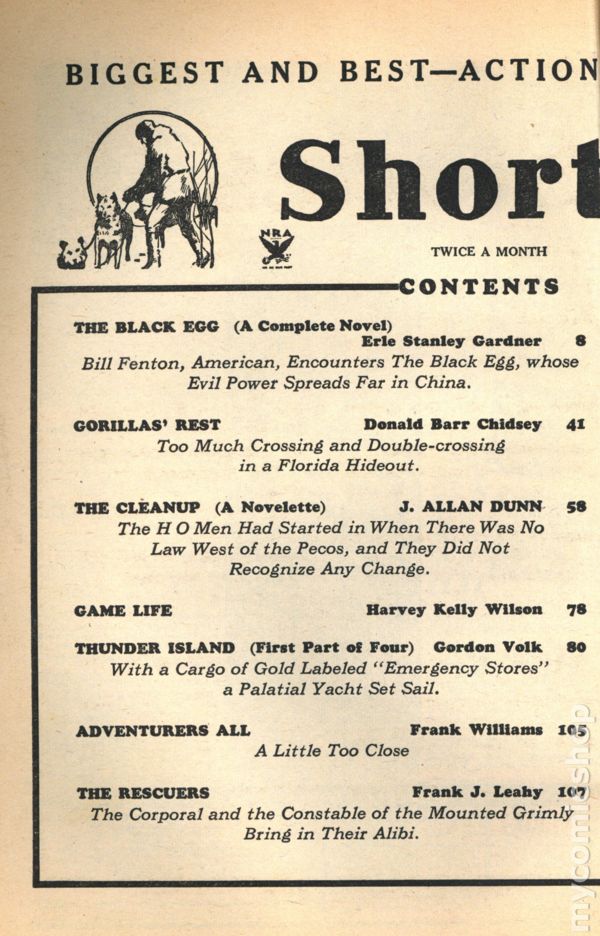 BIGGEST AND BEST—ACTION
Short
NRA
TWICE A MONTH
CONTENTS
THE BLACK EGG (A Complete Novel)
Erle Stanley Gardner 8
Bill Fenton, American, Encounters The Black Egg, whose
Evil Power Spreads Far in China.
GORILLAS' REST Donald Barr Chidsey 41
Too Much Crossing and Double-crossing
in a Florida Hideout.
THE CLEANUP (A Novelette) J. ALLAN DUNN 58
The H O Men Had Started in When There Was No
Law West of the Pecos, and They Did Not
Recognize Any Change.
GAME LIFE Harvey Kelly Wilson 78
THUNDER ISLAND (First Part of Four) Gordon Volk 80
With a Cargo of Gold Labeled "Emergency Stores"
a Palatial Yacht Set Sail.
ADVENTURERS ALL Frank Williams 105
A Little Too Close
THE RESCUERS Frank J. Leahy 107
The Corporal and the Constable of the Mounted Grimly
Bring in Their Alibi.
mycomicshop